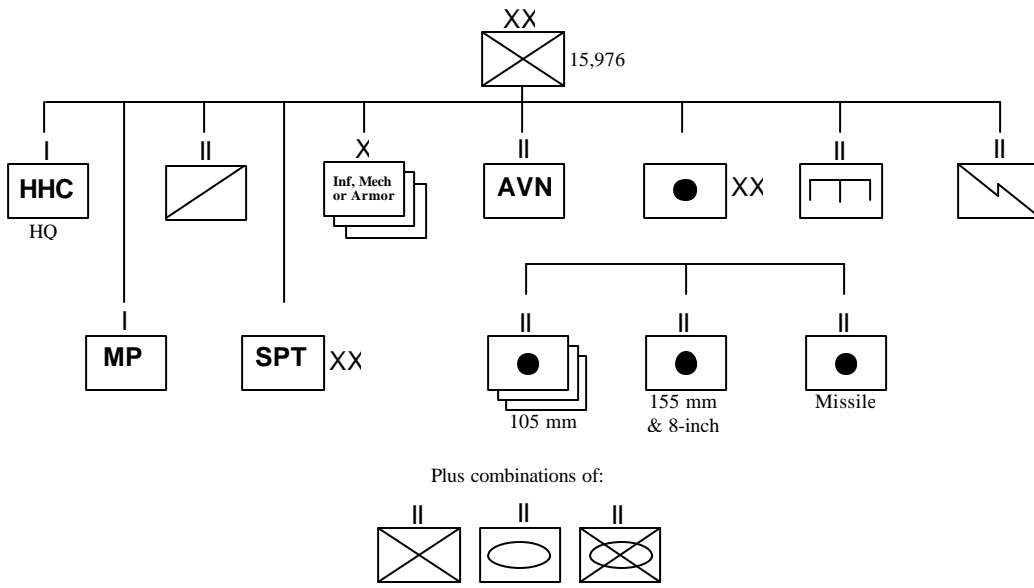 XX
15,976
I
II
X
II
II
II
HHC
Inf, Mech
or Armor
AVN
XX
HQ
I
II
II
II
MP
SPT
XX
105 mm
155 mm
& 8-inch
Missile
Plus combinations of:
II
II
II